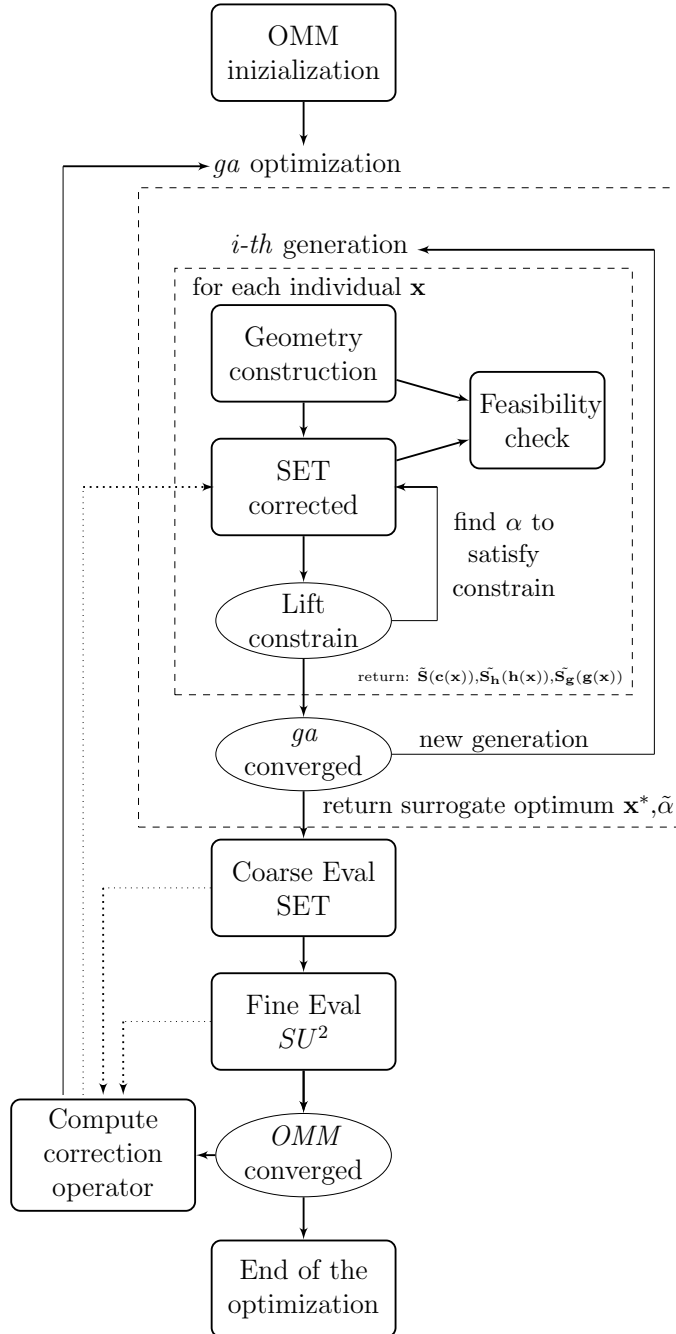 OMM
inizialization
ga optimization
i-th generation
for each individual x
Geometry
construction
Feasibility
check
SET
corrected
find α to
satisfy
constrain
Lift
constrain
return: S̃(c(x)),S̃_h(h(x)),S̃_g(g(x))
ga
converged
new generation
return surrogate optimum x*,α̃
Coarse Eval
SET
Fine Eval
SU²
Compute
correction
operator
OMM
converged
End of the
optimization